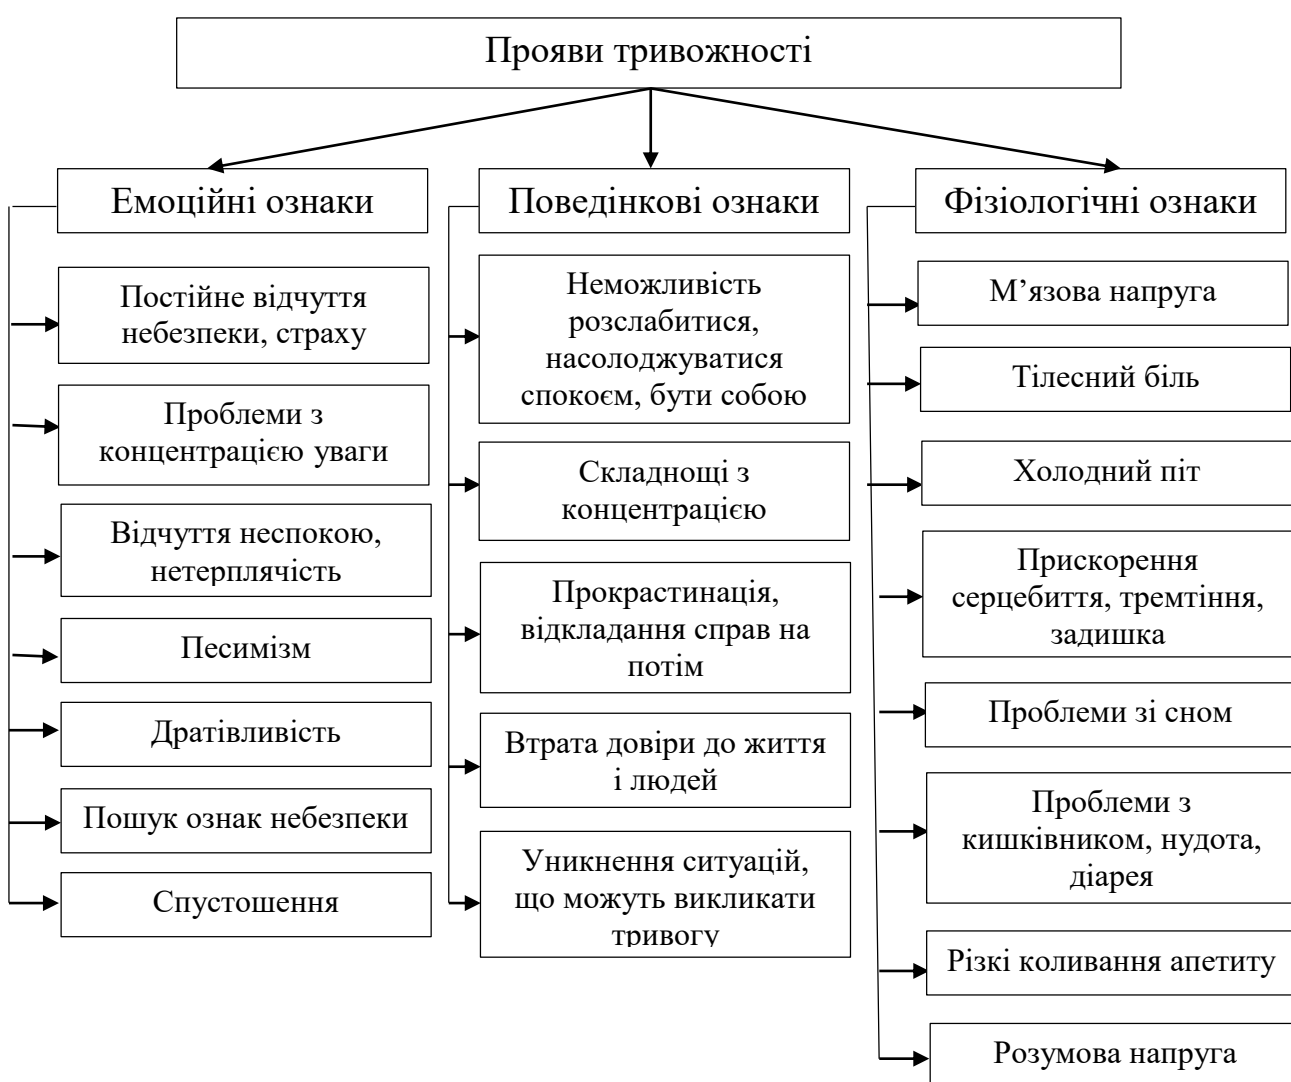 Прояви тривожності
Емоційні ознаки
Постійне відчуття
небезпеки, страху
Проблеми з
концентрацією уваги
Відчуття неспокою,
нетерплячість
Песимізм
Дратівливість
Пошук ознак небезпеки
Спустошення
Поведінкові ознаки
Неможливість
розслабитися,
насолоджуватися
спокоєм, бути собою
Складнощі з
концентрацією
Прокрастинація,
відкладання справ на
потім
Втрата довіри до життя
і людей
Уникнення ситуацій,
що можуть викликати
тривогу
Фізіологічні ознаки
М’язова напруга
Тілесний біль
Холодний піт
Прискорення
серцебиття, тремтіння,
задишка
Проблеми зі сном
Проблеми з
кишківником, нудота,
діарея
Різкі коливання апетиту
Розумова напруга